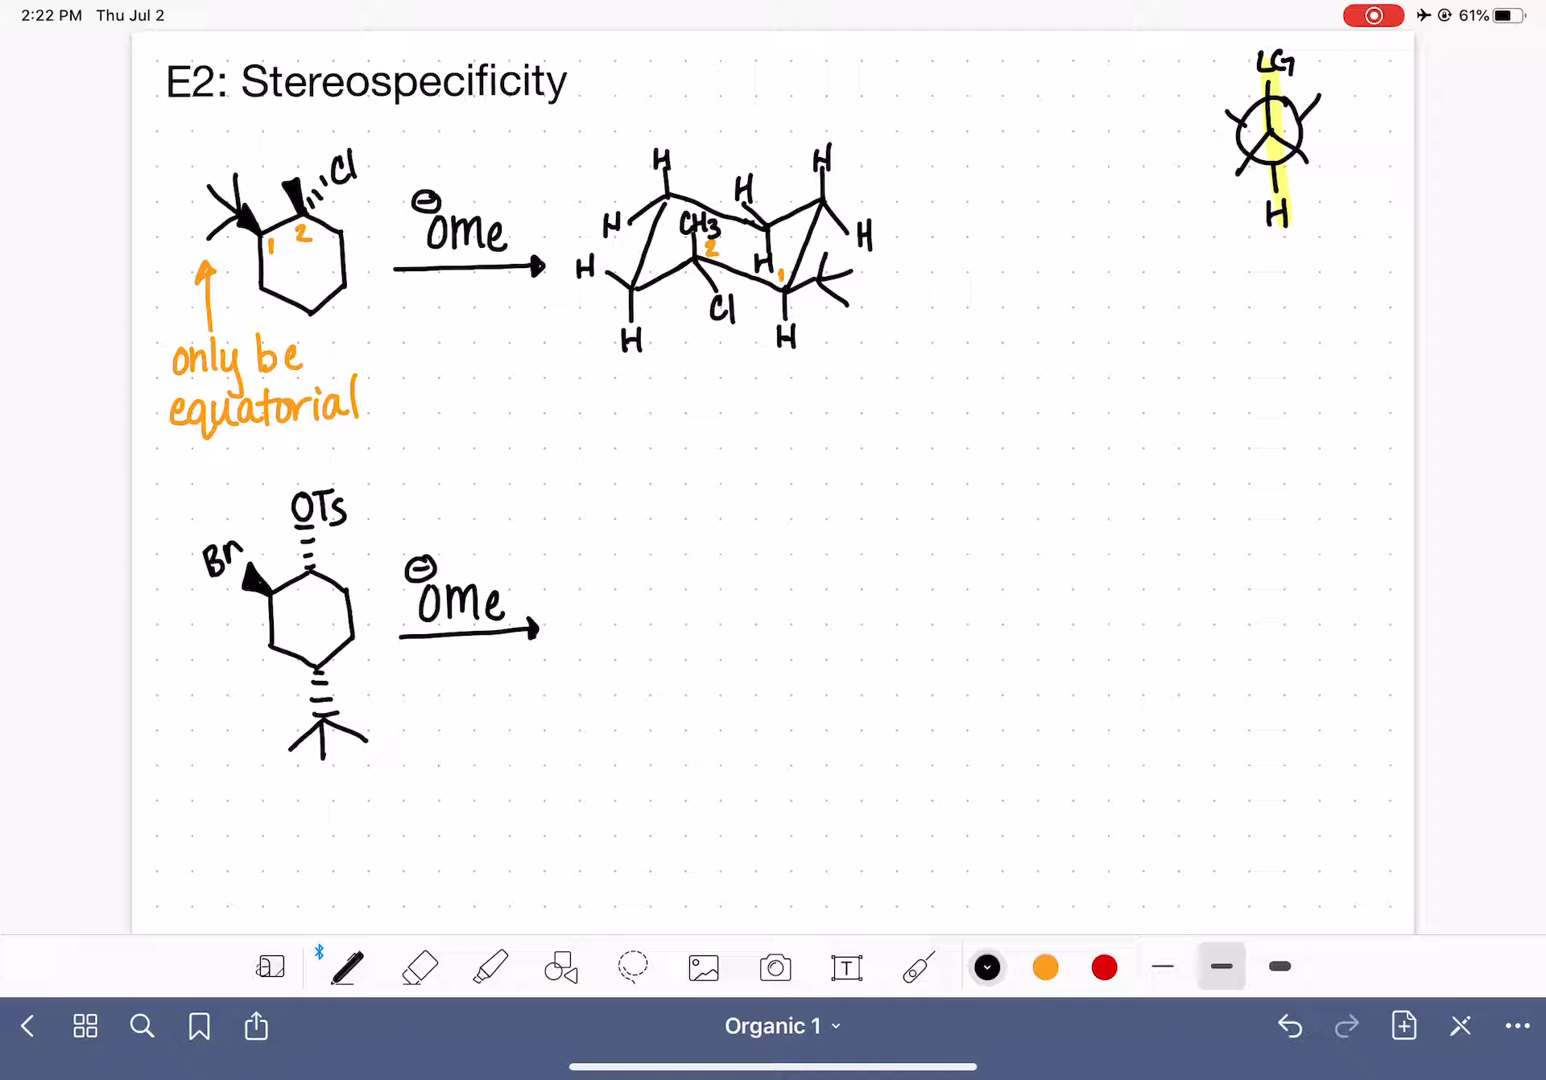 2:22 PM Thu Jul 2
61%
E2: Stereospecificity
LG
H
Cl
1
2
⊖
OMe
only be
equatorial
H
H
H
H
H
CH3
2
H
H
1
Cl
H
H
OTs
Br
⊖
OMe
T
Organic 1